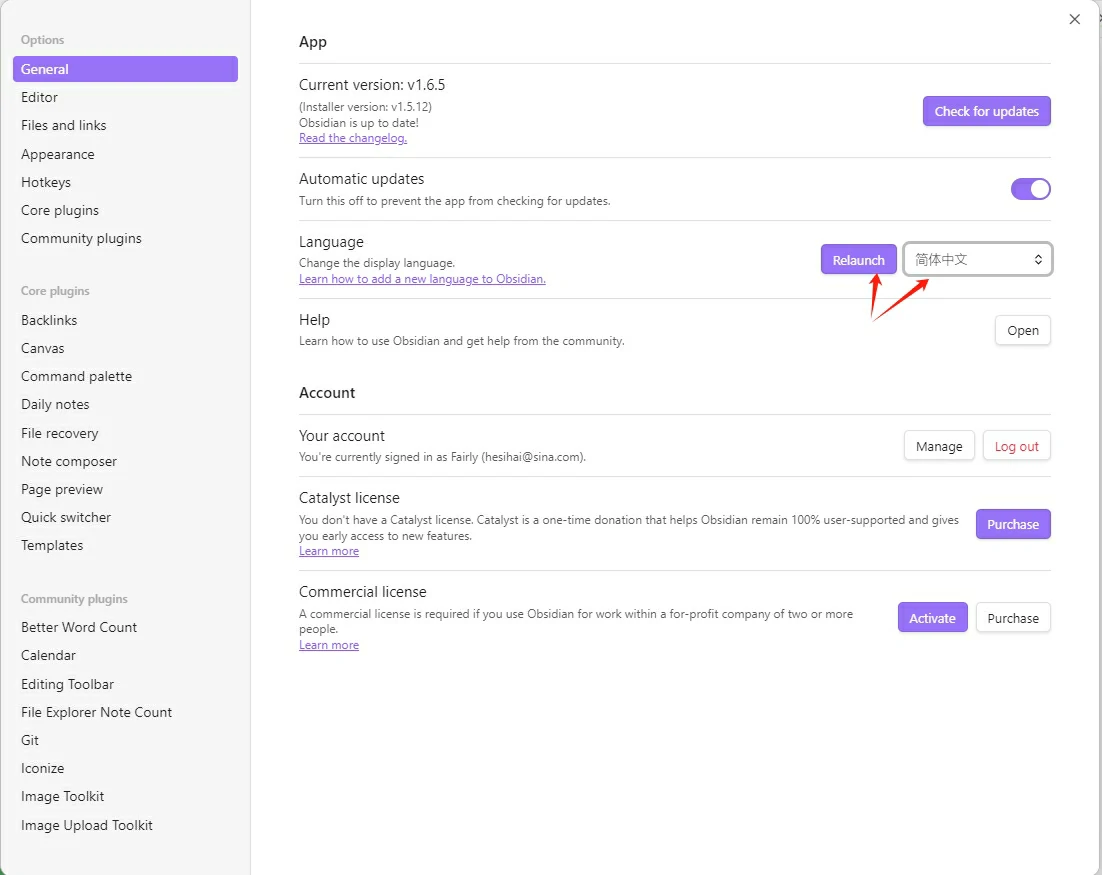 Options
General
Editor
Files and links
Appearance
Hotkeys
Core plugins
Community plugins
Core plugins
Backlinks
Canvas
Command palette
Daily notes
File recovery
Note composer
Page preview
Quick switcher
Templates
Community plugins
Better Word Count
Calendar
Editing Toolbar
File Explorer Note Count
Git
Iconize
Image Toolkit
Image Upload Toolkit
App
Current version: v1.6.5
(Installer version: v1.5.12)
Obsidian is up to date!
Read the changelog.
Check for updates
Automatic updates
Turn this off to prevent the app from checking for updates.
Language
Change the display language.
Learn how to add a new language to Obsidian.
Relaunch
简体中文
Help
Learn how to use Obsidian and get help from the community.
Open
Account
Your account
You're currently signed in as Fairly (hesihai@sina.com).
Manage
Log out
Catalyst license
You don't have a Catalyst license. Catalyst is a one-time donation that helps Obsidian remain 100% user-supported and gives
you early access to new features.
Learn more
Purchase
Commercial license
A commercial license is required if you use Obsidian for work within a for-profit company of two or more
people.
Learn more
Activate
Purchase